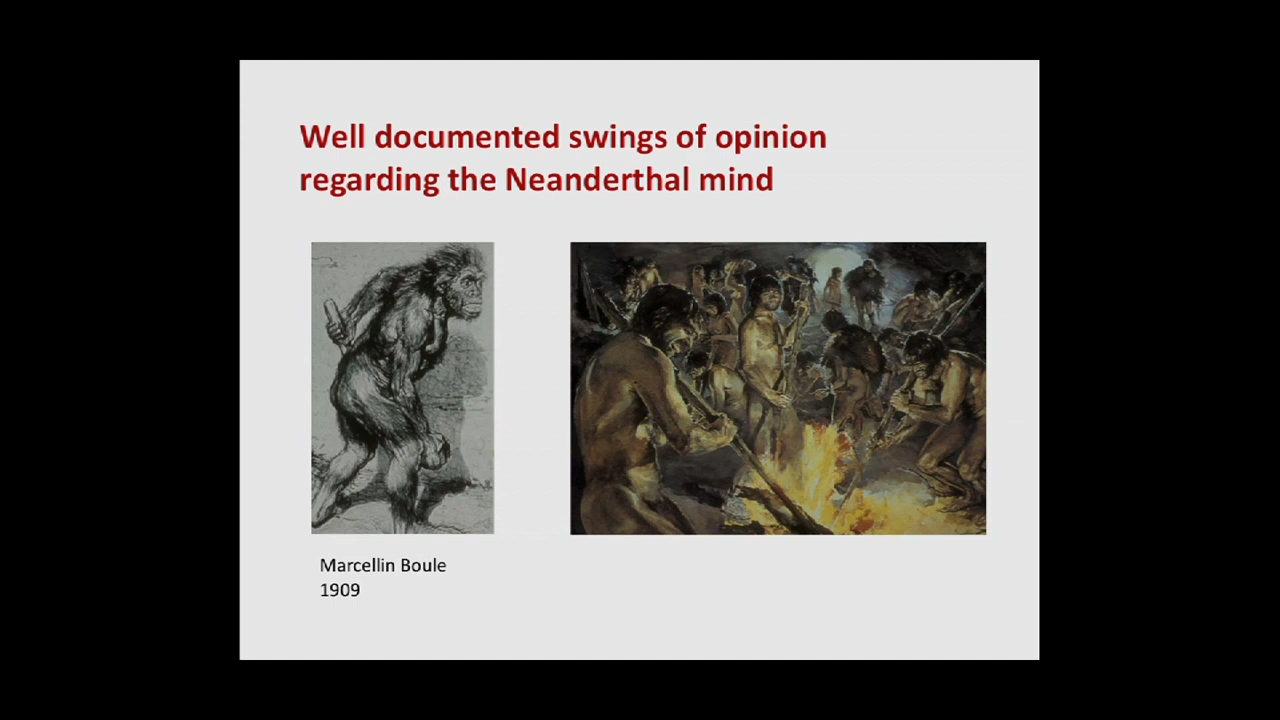 Well documented swings of opinion
regarding the Neanderthal mind
Marcellin Boule
1909